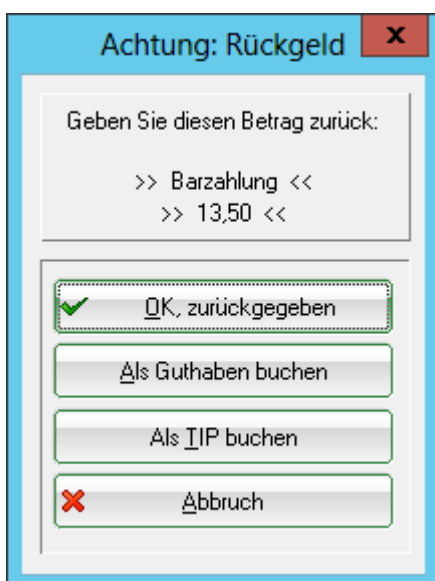 Achtung: Rückgeld x
Geben Sie diesen Betrag zurück:
>> Barzahlung <<
>> 13,50 <<
OK, zurückgegeben
Als Guthaben buchen
Als TIP buchen
Abbruch